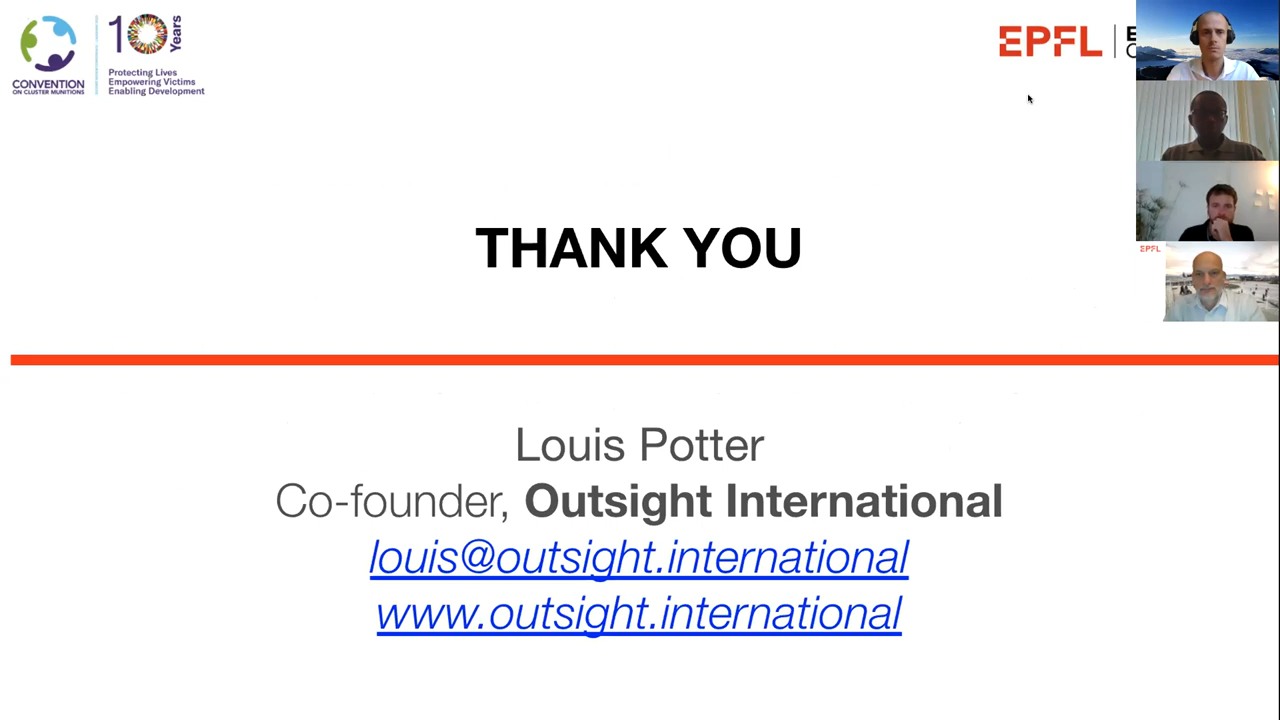 CONVENTION
ON CLUSTER MUNITIONS
10 Years
Protecting Lives
Empowering Victims
Enabling Development
EPFL
EPFL
THANK YOU
Louis Potter
Co-founder, Outsight International
louis@outsight.international
www.outsight.international